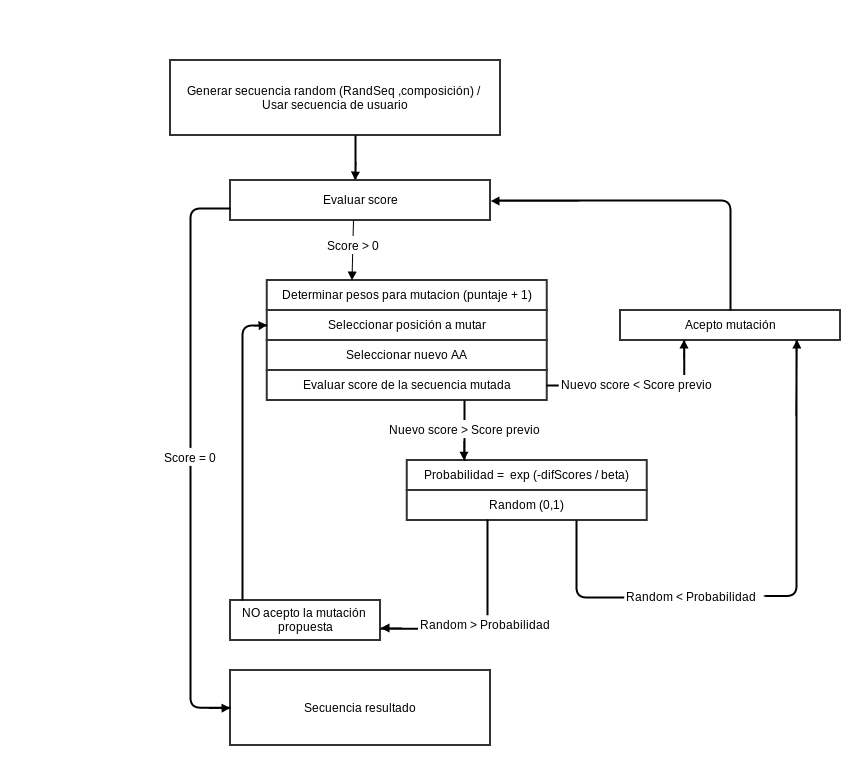 Generar secuencia random (RandSeq ,composición) /
Usar secuencia de usuario
Evaluar score
Score > 0
Determinar pesos para mutacion (puntaje + 1)
Seleccionar posición a mutar
Acepto mutación
Seleccionar nuevo AA
Evaluar score de la secuencia mutada
Nuevo score < Score previo
Nuevo score > Score previo
Score = 0
Probabilidad = exp (-difScores / beta)
Random (0,1)
Random < Probabilidad
NO acepto la mutación
propuesta
Random > Probabilidad
Secuencia resultado